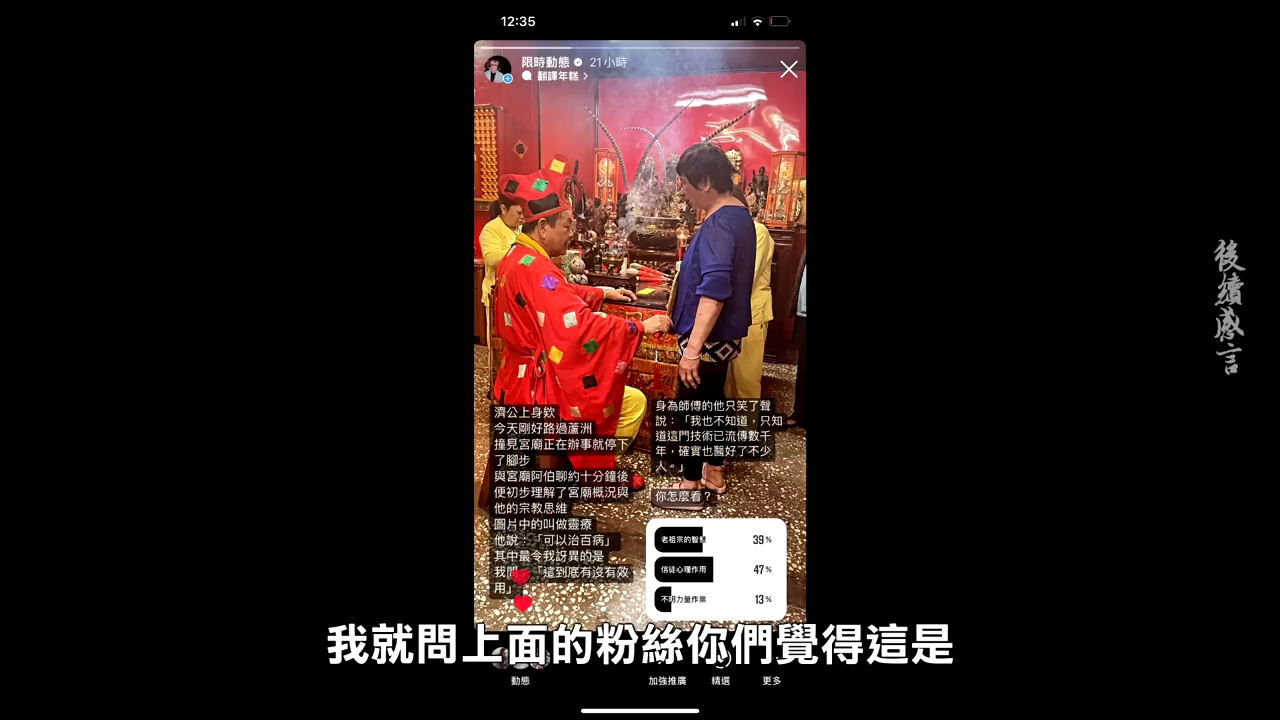 12:35
限時動態 21小時
翻譯年糕
濟公上身欸
今天剛好路過蘆洲
撞見宮廟正在辦事就停下
了腳步
與宮廟阿伯聊約十分鐘後
便初步理解了宮廟概況與
他的宗教思維
圖片中的叫做靈療
他說：「可以治百病」
其中最令我訝異的是
我問：「這到底有沒有效
用」
身為師傅的他只笑了聲
說：「我也不知道，只知
道這門技術已流傳數千
年，確實也醫好了不少
人。」
你怎麼看？
老祖宗的智慧 39%
信徒心理作用 47%
不明力量作祟 13%
後續感言
我就問上面的粉絲你們覺得這是
動態
加強推廣
精選
更多